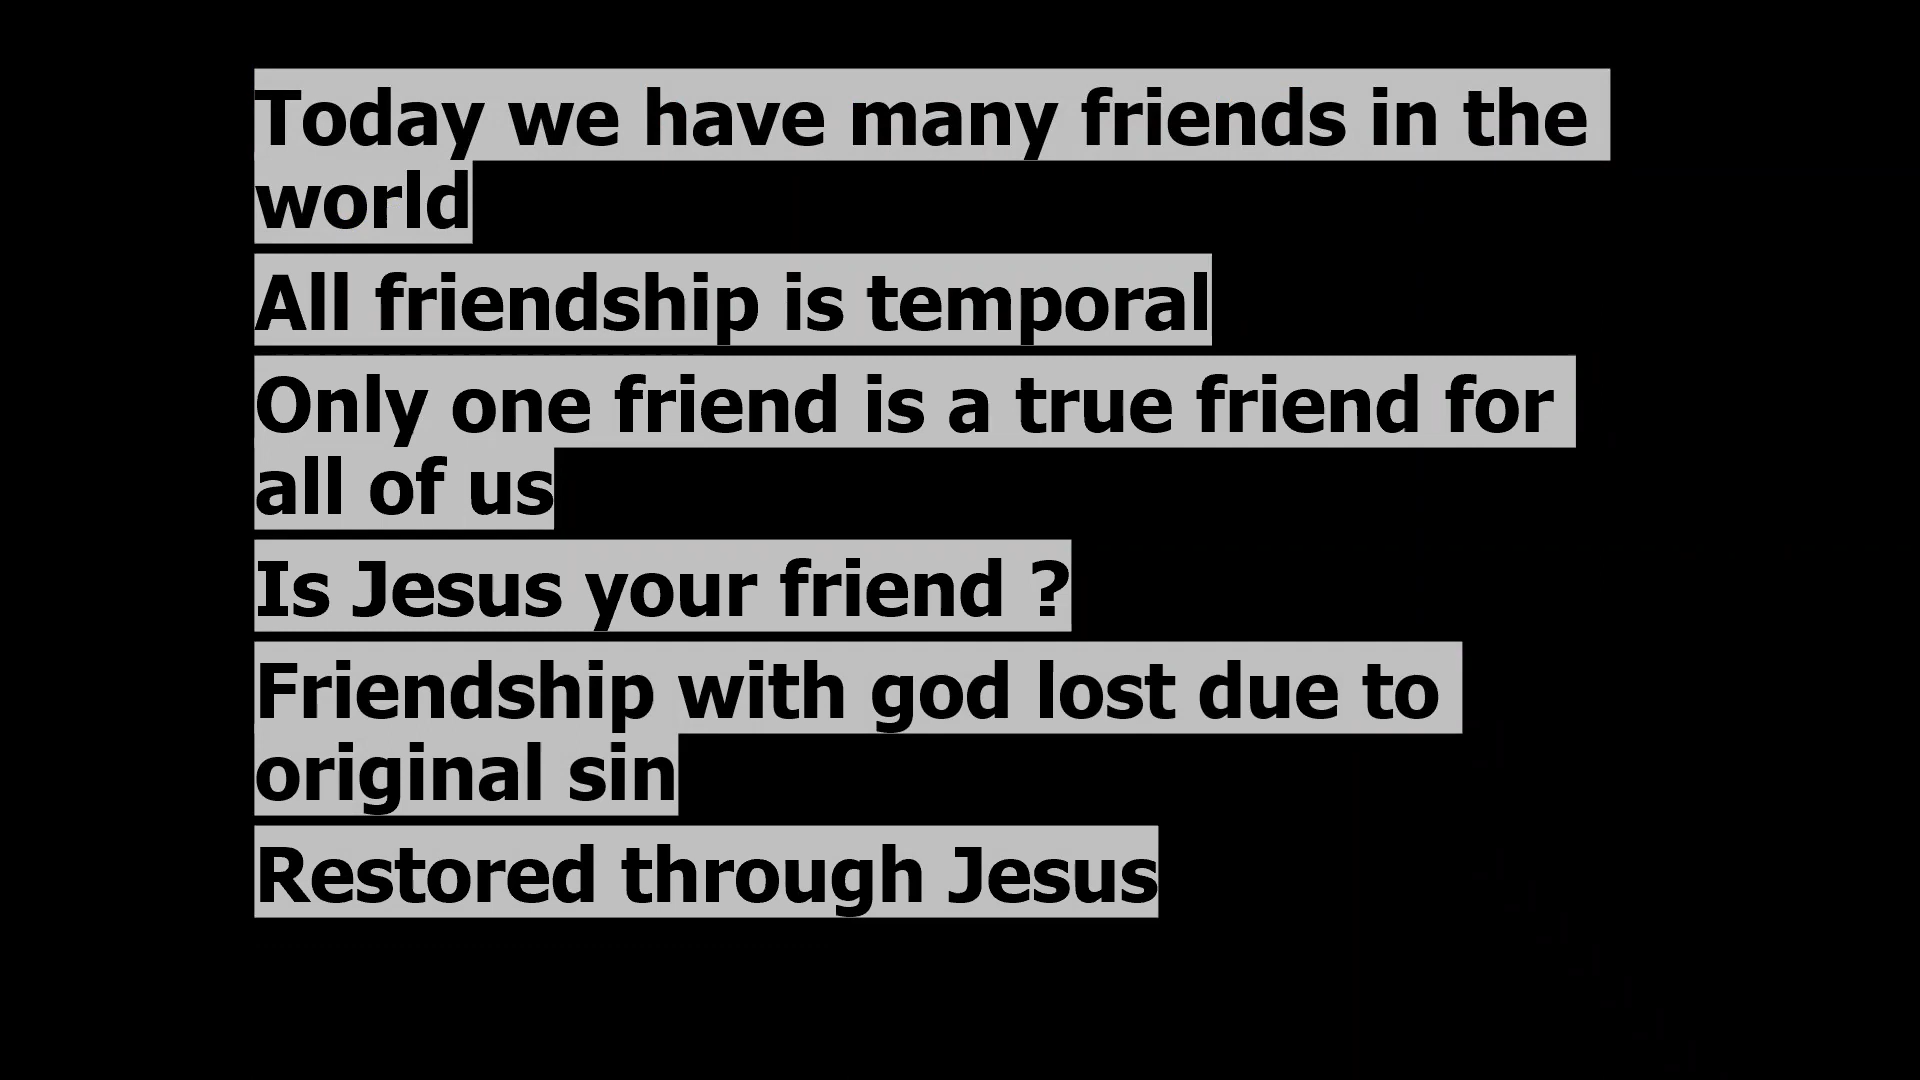 Today we have many friends in the
world
All friendship is temporal
Only one friend is a true friend for
all of us
Is Jesus your friend ?
Friendship with god lost due to
original sin
Restored through Jesus